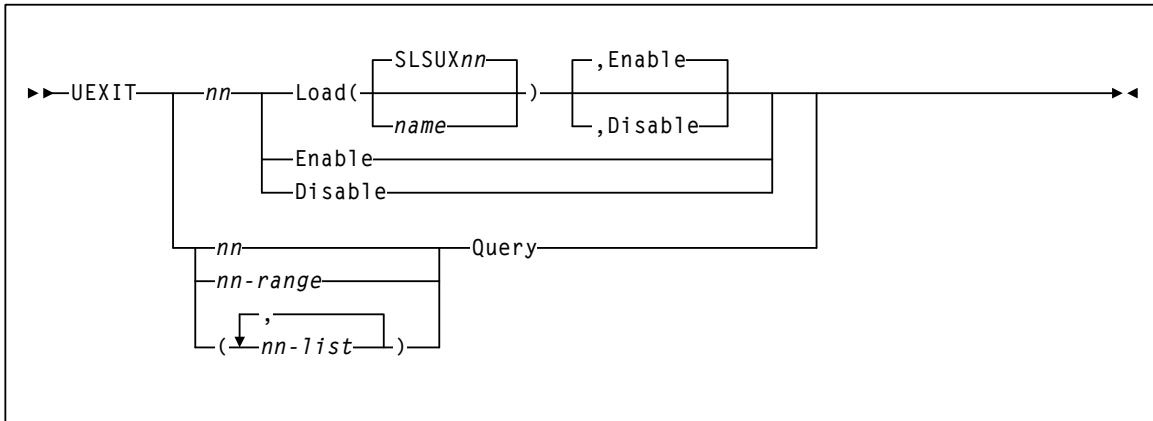 SLSUXnn ,Enable
UEXIT nn Load( )
name ,Disable
Enable
Disable
nn Query
nn-range
,
( nn-list )